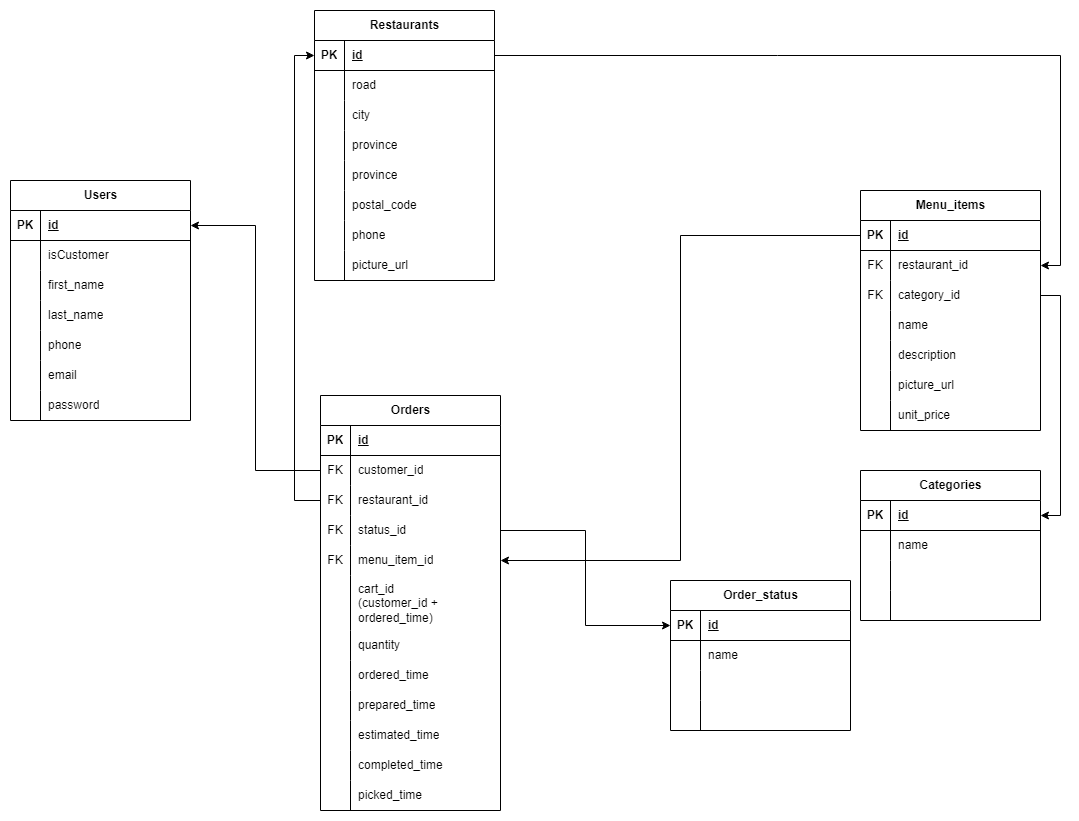 Restaurants
PK id
road
city
province
province
postal_code
phone
picture_url
Users
PK id
isCustomer
first_name
last_name
phone
email
password
Menu_items
PK id
FK restaurant_id
FK category_id
name
description
picture_url
unit_price
Orders
PK id
FK customer_id
FK restaurant_id
FK status_id
FK menu_item_id
cart_id
(customer_id +
ordered_time)
quantity
ordered_time
prepared_time
estimated_time
completed_time
picked_time
Categories
PK id
name
Order_status
PK id
name